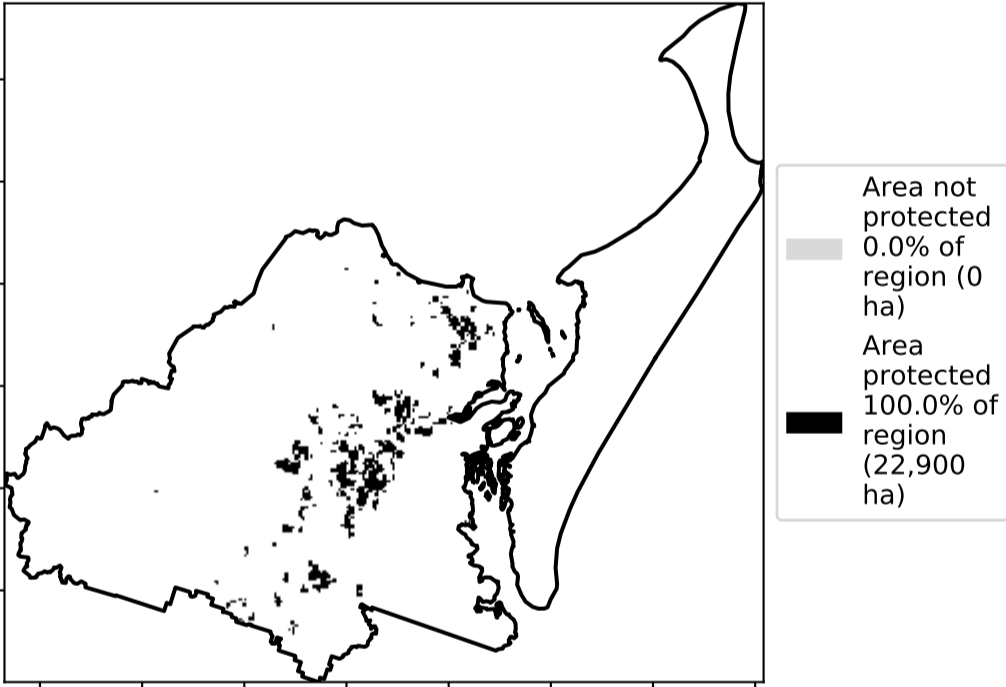 Area not
protected
0.0% of
region (0
ha)
Area
protected
100.0% of
region
(22,900
ha)